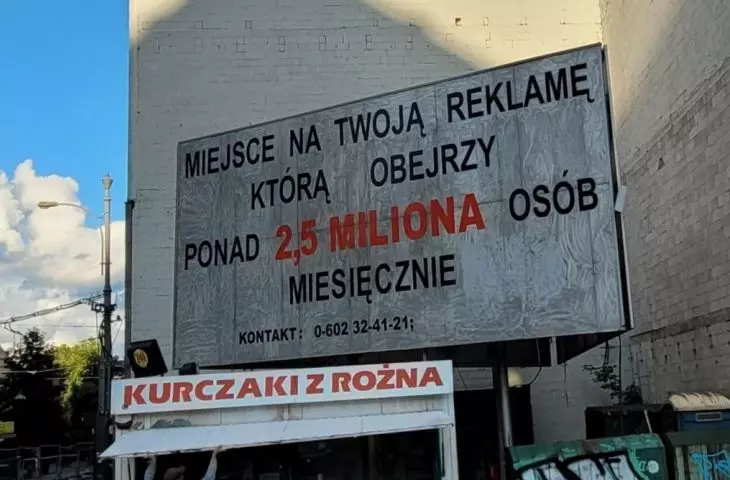 MIEJSCE NA TWOJĄ REKLAMĘ
KTÓRĄ OBEJRZY
PONAD 2,5 MILIONA OSÓB
MIESIĘCZNIE
KONTAKT: 0-602 32-41-21;
KURCZAKI Z ROŻNA